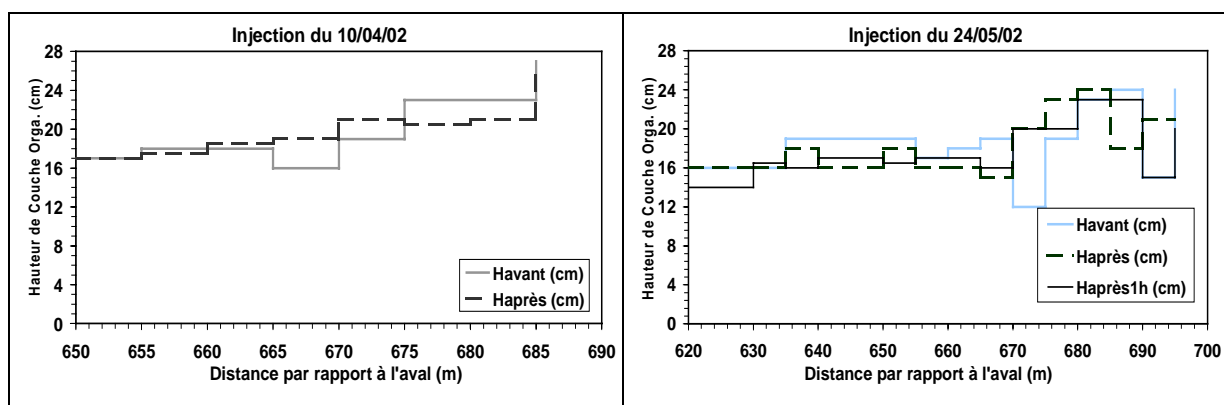 Injection du 10/04/02
Hauteur de Couche Orga. (cm)
28
24
20
16
12
8
4
0
Havant (cm)
Haprès (cm)
650 655 660 665 670 675 680 685 690
Distance par rapport à l'aval (m)
Injection du 24/05/02
Hauteur de Couche Orga. (cm)
28
24
20
16
12
8
4
0
Havant (cm)
Haprès (cm)
Haprès1h (cm)
620 630 640 650 660 670 680 690 700
Distance par rapport à l'aval (m)